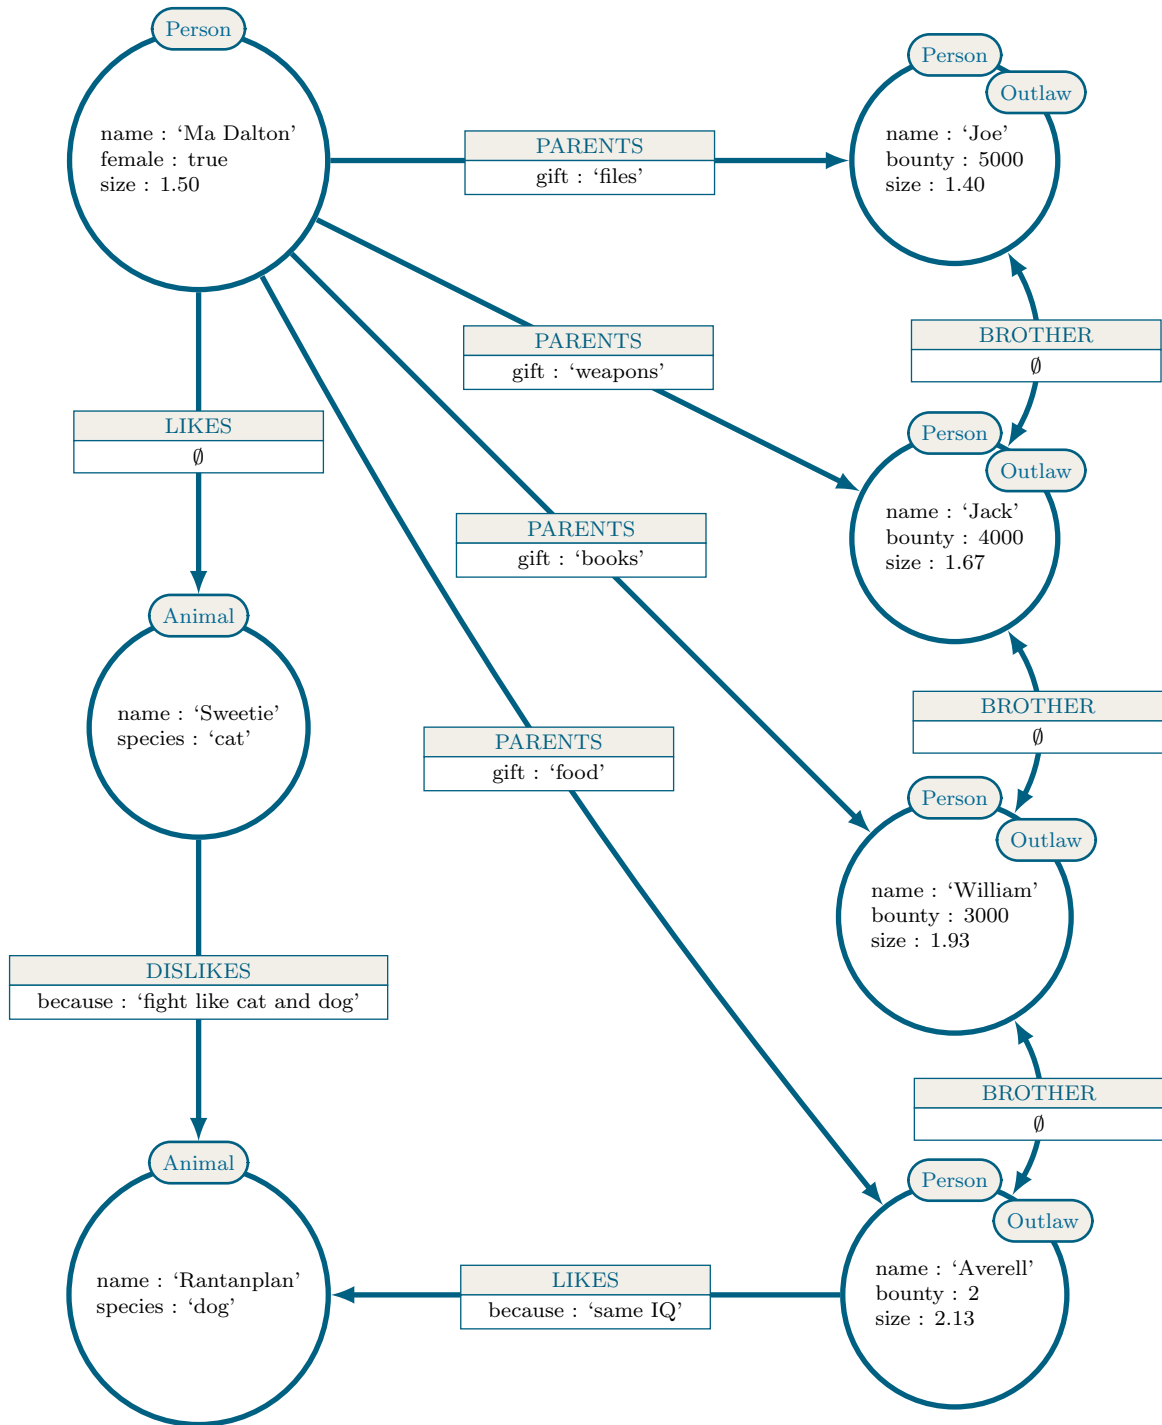 Person
name : ‘Ma Dalton’
female : true
size : 1.50
PARENTS
gift : ‘files’
Person
Outlaw
name : ‘Joe’
bounty : 5000
size : 1.40
PARENTS
gift : ‘weapons’
BROTHER
∅
LIKES
∅
Person
Outlaw
name : ‘Jack’
bounty : 4000
size : 1.67
PARENTS
gift : ‘books’
Animal
name : ‘Sweetie’
species : ‘cat’
PARENTS
gift : ‘food’
BROTHER
∅
Person
Outlaw
name : ‘William’
bounty : 3000
size : 1.93
DISLIKES
because : ‘fight like cat and dog’
BROTHER
∅
Animal
name : ‘Rantanplan’
species : ‘dog’
LIKES
because : ‘same IQ’
Person
Outlaw
name : ‘Averell’
bounty : 2
size : 2.13